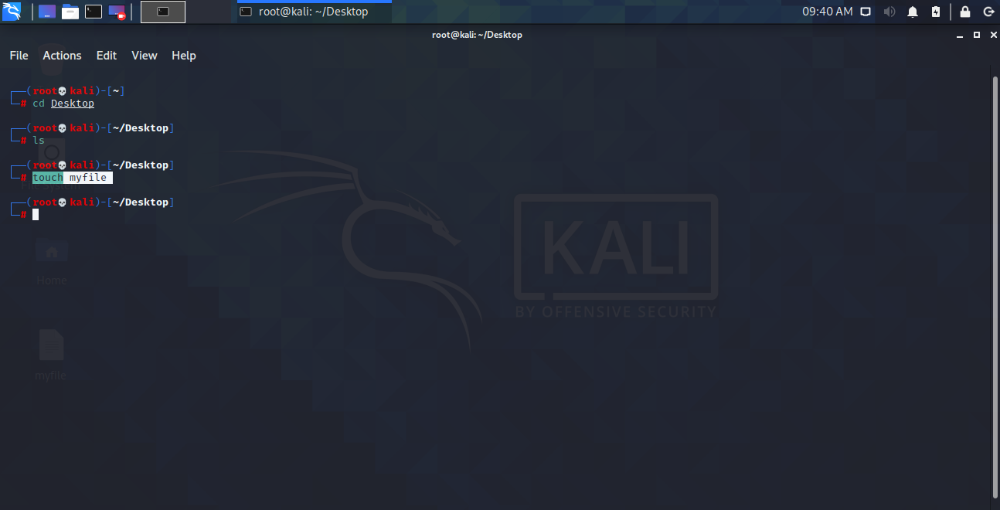 root@kali: ~/Desktop
09:40 AM
root@kali: ~/Desktop
File Actions Edit View Help
(root💀kali)-[~]
# cd Desktop
(root💀kali)-[~/Desktop]
# ls
(root💀kali)-[~/Desktop]
# touch myfile
File System
(root💀kali)-[~/Desktop]
#
KALI
BY OFFENSIVE SECURITY
Home
myfile